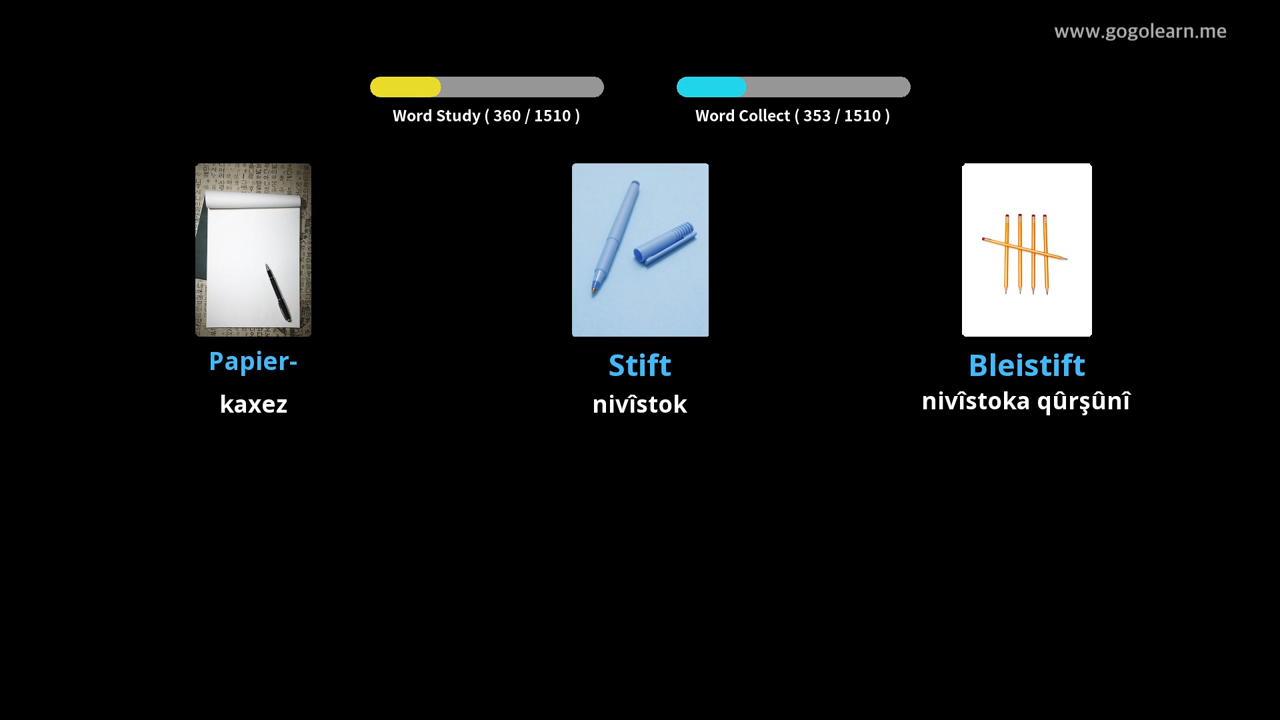 www.gogolearn.me
Word Study ( 360 / 1510 )
Word Collect ( 353 / 1510 )
Papier-
Stift
Bleistift
kaxez
nivîstok
nivîstoka qûrşûnî